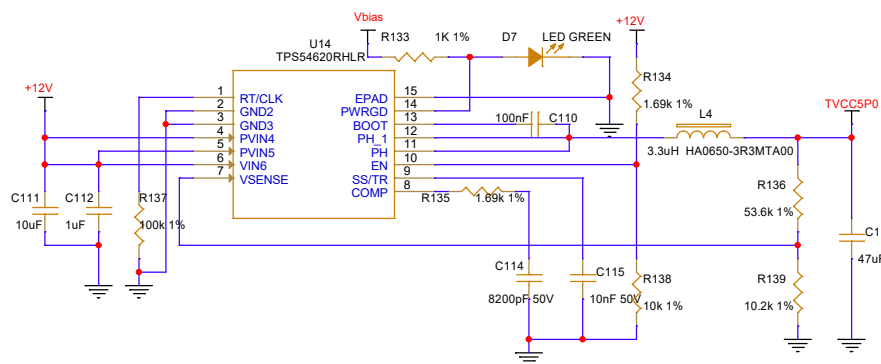 Vbias
+12V
R133
1K 1%
D7
LED GREEN
U14
TPS54620RHLR
R134
1.69k 1%
TVCC5P0
+12V
L4
3.3uH HA0650-3R3MTA00
1 RT/CLK
2 GND2
3 GND3
4 PVIN4
5 PVIN5
6 VIN6
7 VSENSE
EPAD 15
PWRGD 14
BOOT 13
PH_1 12
PH 11
EN 10
SS/TR 9
COMP 8
100nF
C110
C111
10uF
C112
1uF
R137
100k 1%
R135
1.69k 1%
R136
53.6k 1%
C114
8200pF 50V
C115
10nF 50V
R138
10k 1%
R139
10.2k 1%